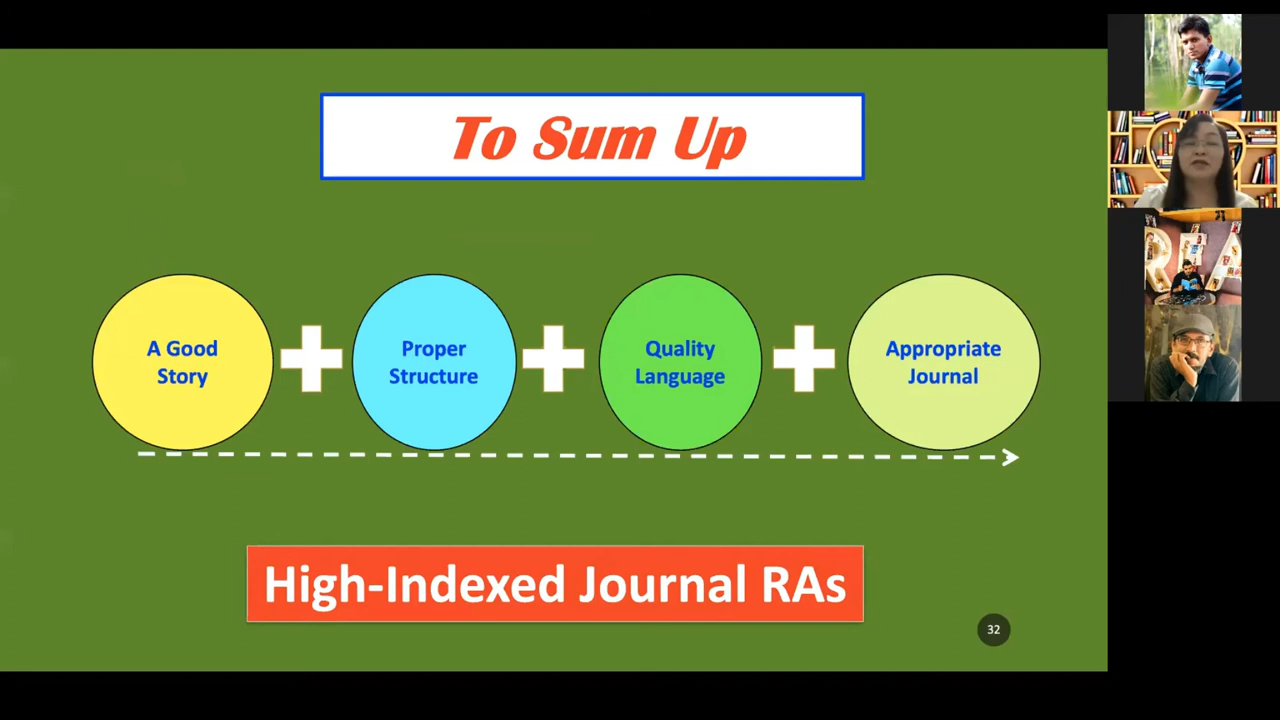 To Sum Up
A Good
Story
Proper
Structure
Quality
Language
Appropriate
Journal
High-Indexed Journal RAs
32